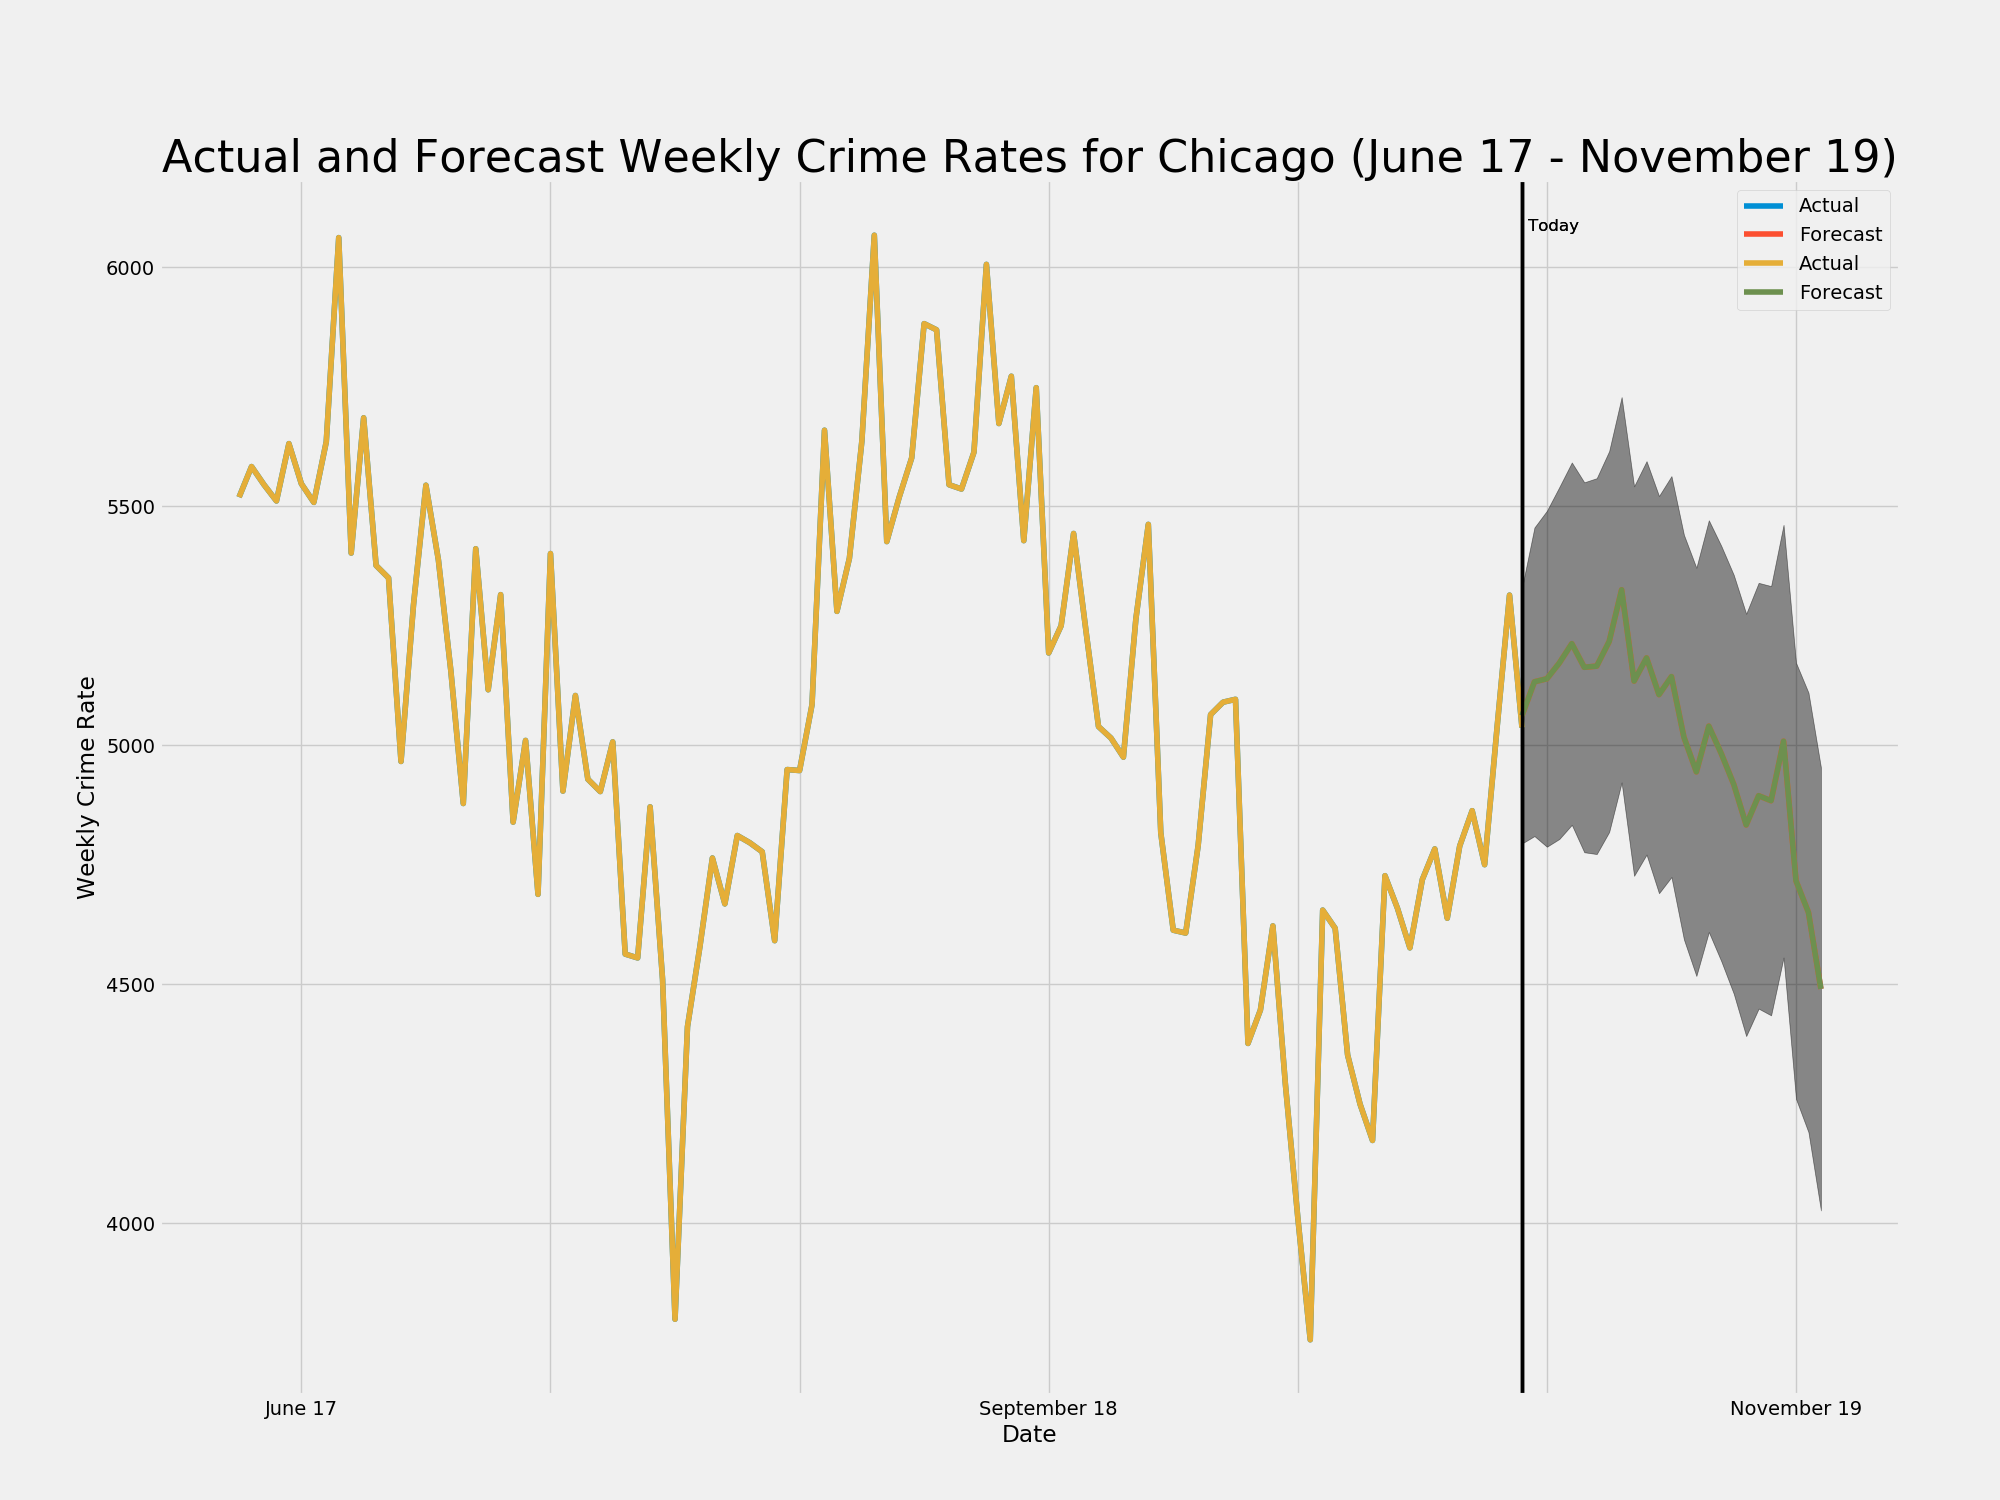 Actual and Forecast Weekly Crime Rates for Chicago (June 17 - November 19)
Actual
Forecast
Actual
Forecast
Today
6000
5500
5000
4500
4000
Weekly Crime Rate
June 17
September 18
November 19
Date